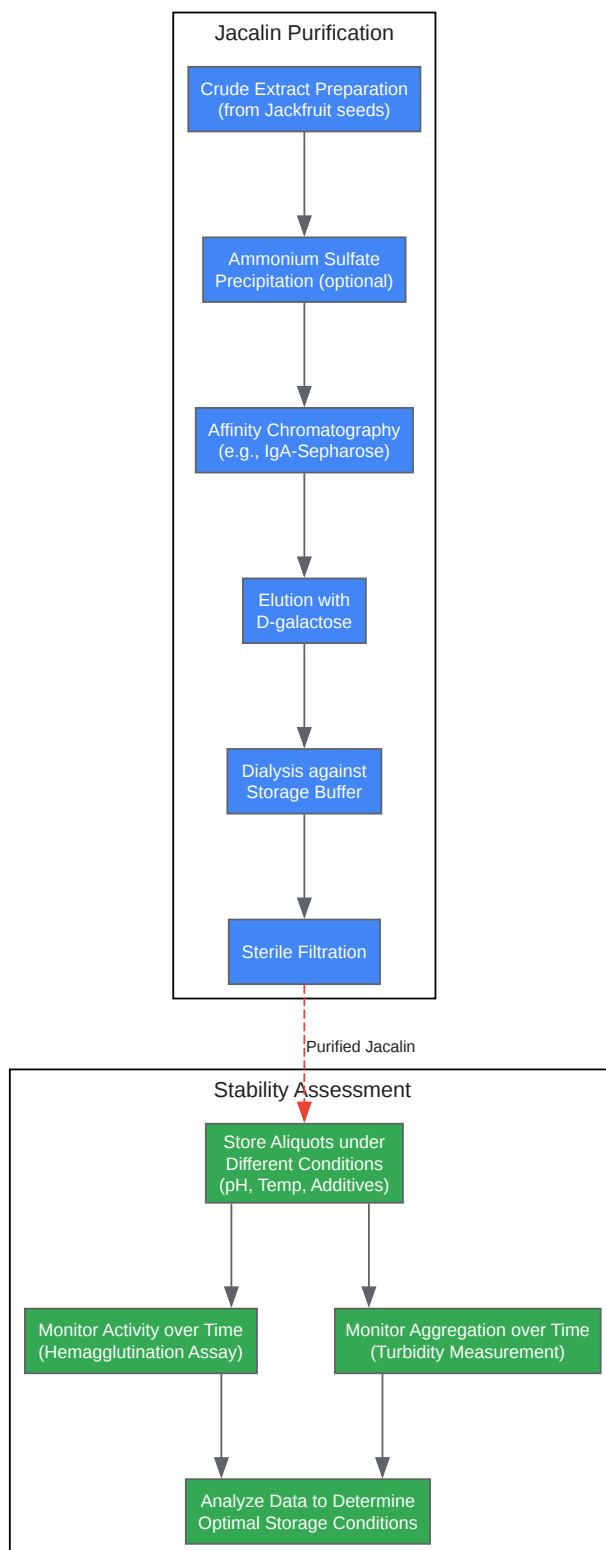 Jacalin Purification
Crude Extract Preparation
(from Jackfruit seeds)
Ammonium Sulfate
Precipitation (optional)
Affinity Chromatography
(e.g., IgA-Sepharose)
Elution with
D-galactose
Dialysis against
Storage Buffer
Sterile Filtration
Purified Jacalin
Stability Assessment
Store Aliquots under
Different Conditions
(pH, Temp, Additives)
Monitor Activity over Time
(Hemagglutination Assay)
Monitor Aggregation over Time
(Turbidity Measurement)
Analyze Data to Determine
Optimal Storage Conditions